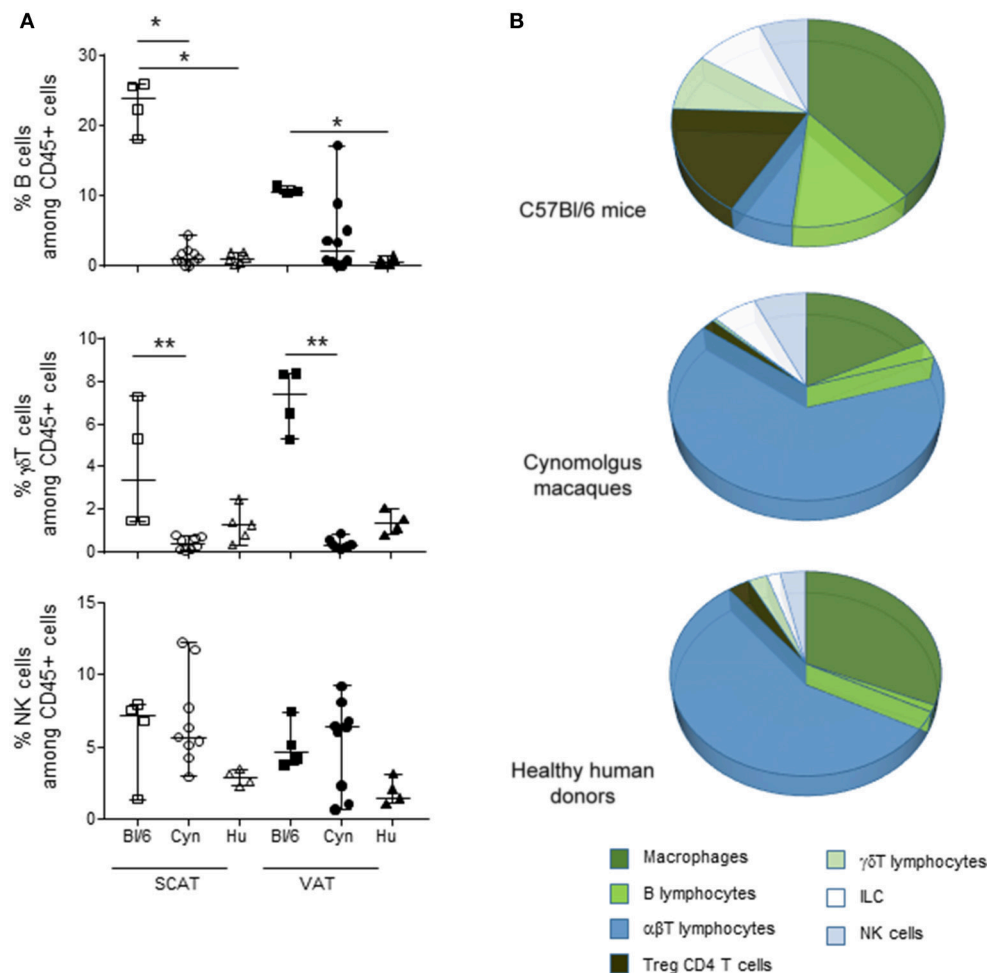 A
B
*
*
*
30
20
10
0
% B cells
among CD45+ cells
**
**
10
8
6
4
2
0
% γδT cells
among CD45+ cells
15
10
5
0
% NK cells
among CD45+ cells
Bl/6 Cyn Hu Bl/6 Cyn Hu
SCAT VAT
C57Bl/6 mice
Cynomolgus
macaques
Healthy human
donors
Macrophages
B lymphocytes
αβT lymphocytes
Treg CD4 T cells
γδT lymphocytes
ILC
NK cells